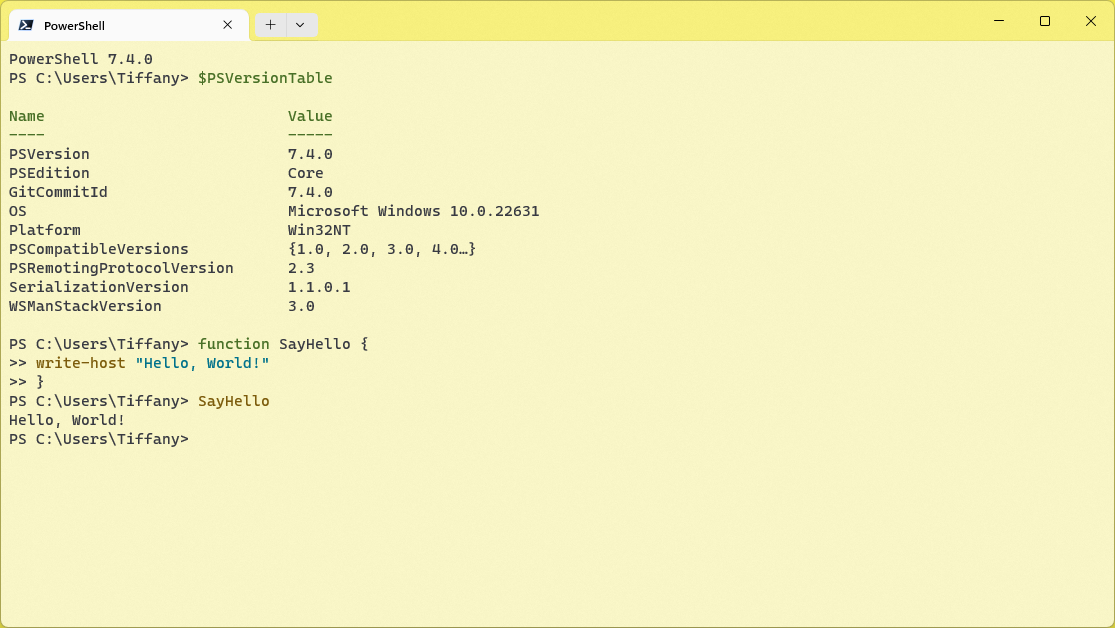 PowerShell
PowerShell 7.4.0
PS C:\Users\Tiffany> $PSVersionTable
Name                           Value
----                           -----
PSVersion                      7.4.0
PSEdition                      Core
GitCommitId                    7.4.0
OS                             Microsoft Windows 10.0.22631
Platform                       Win32NT
PSCompatibleVersions           {1.0, 2.0, 3.0, 4.0…}
PSRemotingProtocolVersion      2.3
SerializationVersion           1.1.0.1
WSManStackVersion              3.0
PS C:\Users\Tiffany> function SayHello {
>> write-host "Hello, World!"
>> }
PS C:\Users\Tiffany> SayHello
Hello, World!
PS C:\Users\Tiffany>